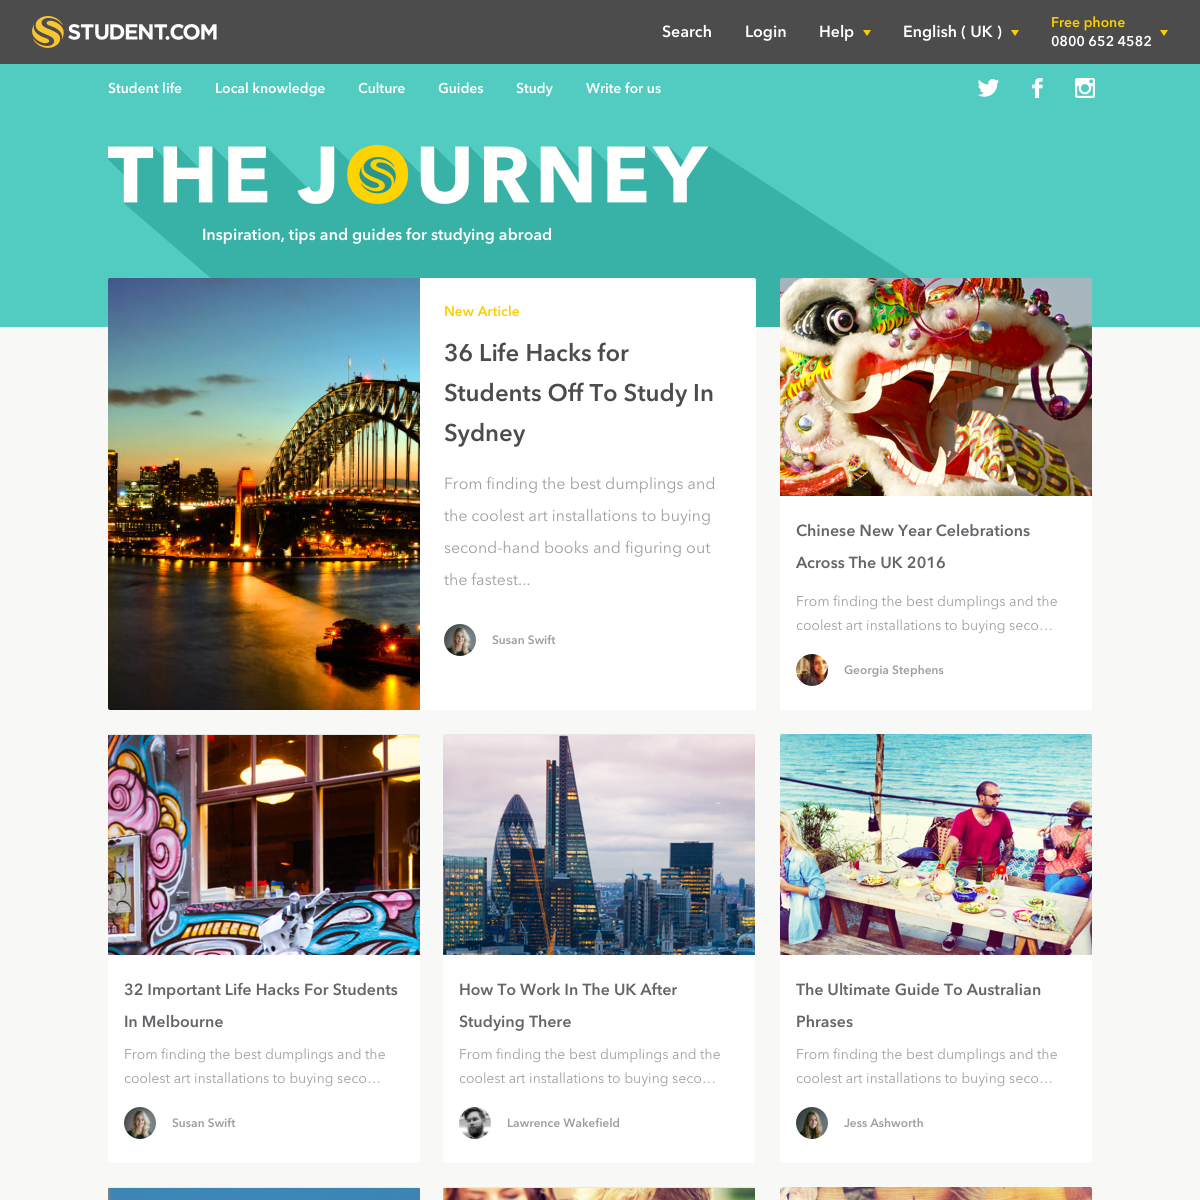 STUDENT.COM
Search Login Help English ( UK ) Free phone
0800 652 4582
Student life Local knowledge Culture Guides Study Write for us
THE JOURNEY
Inspiration, tips and guides for studying abroad
New Article
36 Life Hacks for
Students Off To Study In
Sydney
From finding the best dumplings and
the coolest art installations to buying
second-hand books and figuring out
the fastest...
Susan Swift
Chinese New Year Celebrations
Across The UK 2016
From finding the best dumplings and the
coolest art installations to buying seco...
Georgia Stephens
32 Important Life Hacks For Students
In Melbourne
From finding the best dumplings and the
coolest art installations to buying seco...
Susan Swift
How To Work In The UK After
Studying There
From finding the best dumplings and the
coolest art installations to buying seco...
Lawrence Wakefield
The Ultimate Guide To Australian
Phrases
From finding the best dumplings and the
coolest art installations to buying seco...
Jess Ashworth